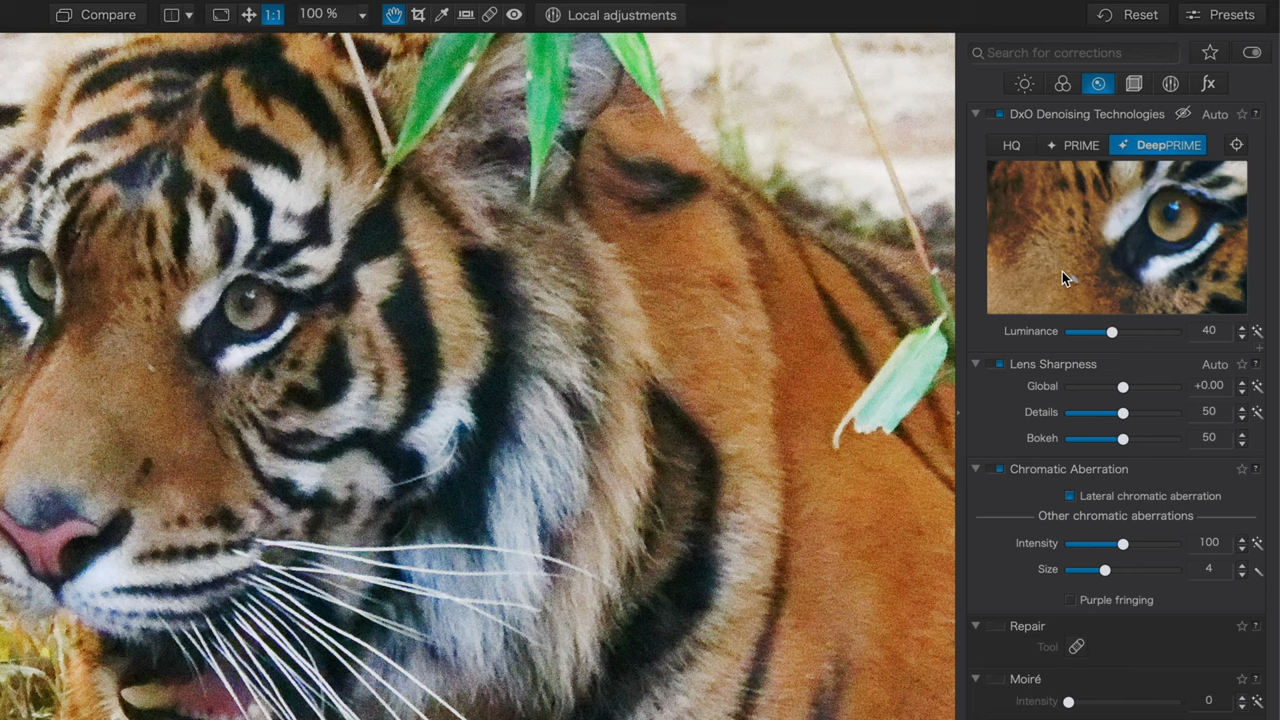 Compare 1:1 100 % Local adjustments Reset Presets
Search for corrections
fx
DxO Denoising Technologies Auto ?
HQ PRIME DeepPRIME
Luminance 40
Lens Sharpness Auto ?
Global +0.00
Details 50
Bokeh 50
Chromatic Aberration ?
Lateral chromatic aberration
Other chromatic aberrations
Intensity 100
Size 4
Purple fringing
Repair ?
Tool
Moiré ?
Intensity 0